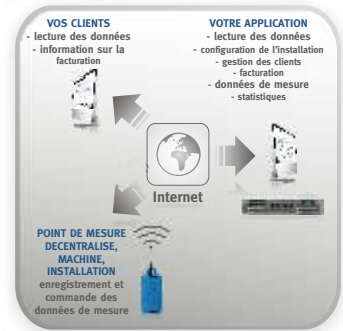 VOS CLIENTS
- lecture des données
- information sur la
facturation
VOTRE APPLICATION
- lecture des données
- configuration de l'installation
- gestion des clients
- facturation
- données de mesure
- statistiques
Internet
POINT DE MESURE
DECENTRALISE,
MACHINE,
INSTALLATION
enregistrement et
commande des
données de mesure